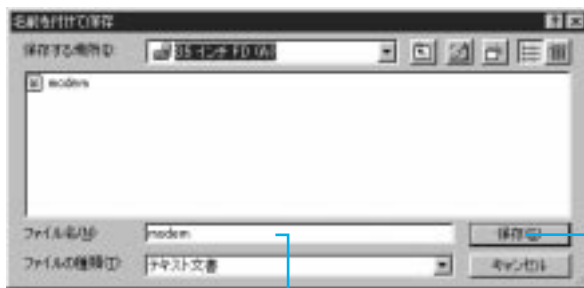 名前を付けて保存
保存する場所(I): 3.5 インチ FD (A:)
modem
ファイル名(N): modem 保存(S)
ファイルの種類(T): テキスト文書 キャンセル